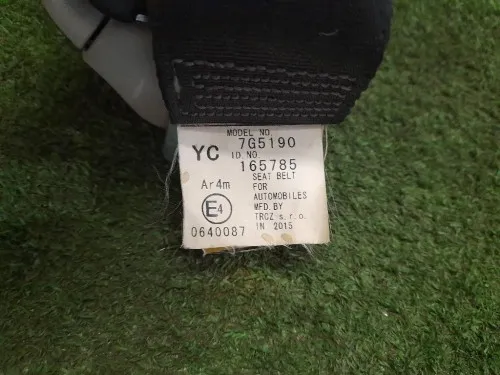 MODEL NO.
7G5190
YC
ID NO
165785
SEAT BELT
Ar4m
FOR
AUTOMOBILES
E4
MFD.BY
TRCZ s.r.o.
0640087
IN 2015